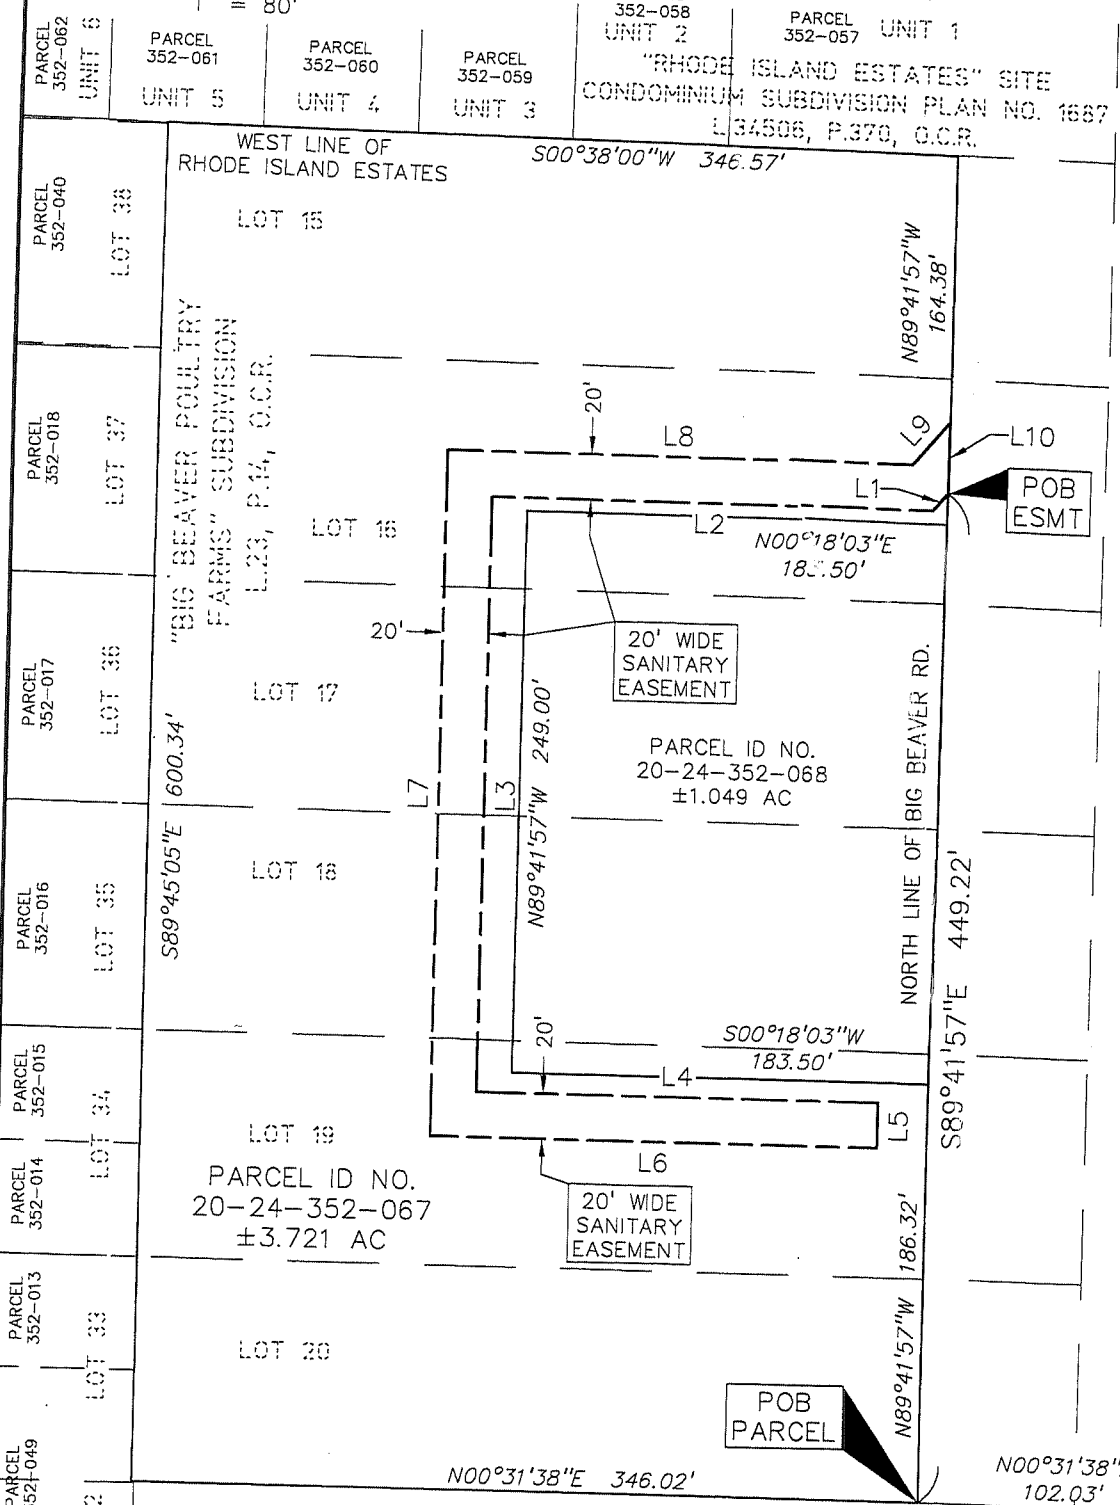 1" = 80'
PARCEL
352-062
UNIT 6
PARCEL
352-061
UNIT 5
PARCEL
352-060
UNIT 4
PARCEL
352-059
UNIT 3
352-058
UNIT 2
PARCEL
352-057
UNIT 1
"RHODE ISLAND ESTATES" SITE
CONDOMINIUM SUBDIVISION PLAN NO. 1687
L.34506, P.370, O.C.R.
WEST LINE OF
RHODE ISLAND ESTATES
S00°38'00"W 346.57'
PARCEL
352-040
LOT 38
LOT 15
N89°41'57"W
164.38'
"BIG BEAVER POULTRY
FARMS" SUBDIVISION
L.23, P.14, O.C.R.
PARCEL
352-018
LOT 37
20'
L8
L9
L10
L1
POB
ESMT
LOT 16
L2
N00°18'03"E
183.50'
20'
20' WIDE
SANITARY
EASEMENT
PARCEL
352-017
LOT 36
LOT 17
S89°45'05"E 600.34'
L7
L3
N89°41'57"W 249.00'
PARCEL ID NO.
20-24-352-068
±1.049 AC
NORTH LINE OF BIG BEAVER RD.
S89°41'57"E 449.22'
PARCEL
352-016
LOT 35
LOT 18
S00°18'03"W
183.50'
20'
L4
L5
L6
PARCEL
352-015
LOT 34
PARCEL
352-014
LOT 19
PARCEL ID NO.
20-24-352-067
±3.721 AC
20' WIDE
SANITARY
EASEMENT
N89°41'57"W 186.32'
PARCEL
352-013
LOT 33
LOT 20
POB
PARCEL
PARCEL
352-049
N00°31'38"E 346.02'
N00°31'38"
102.03'